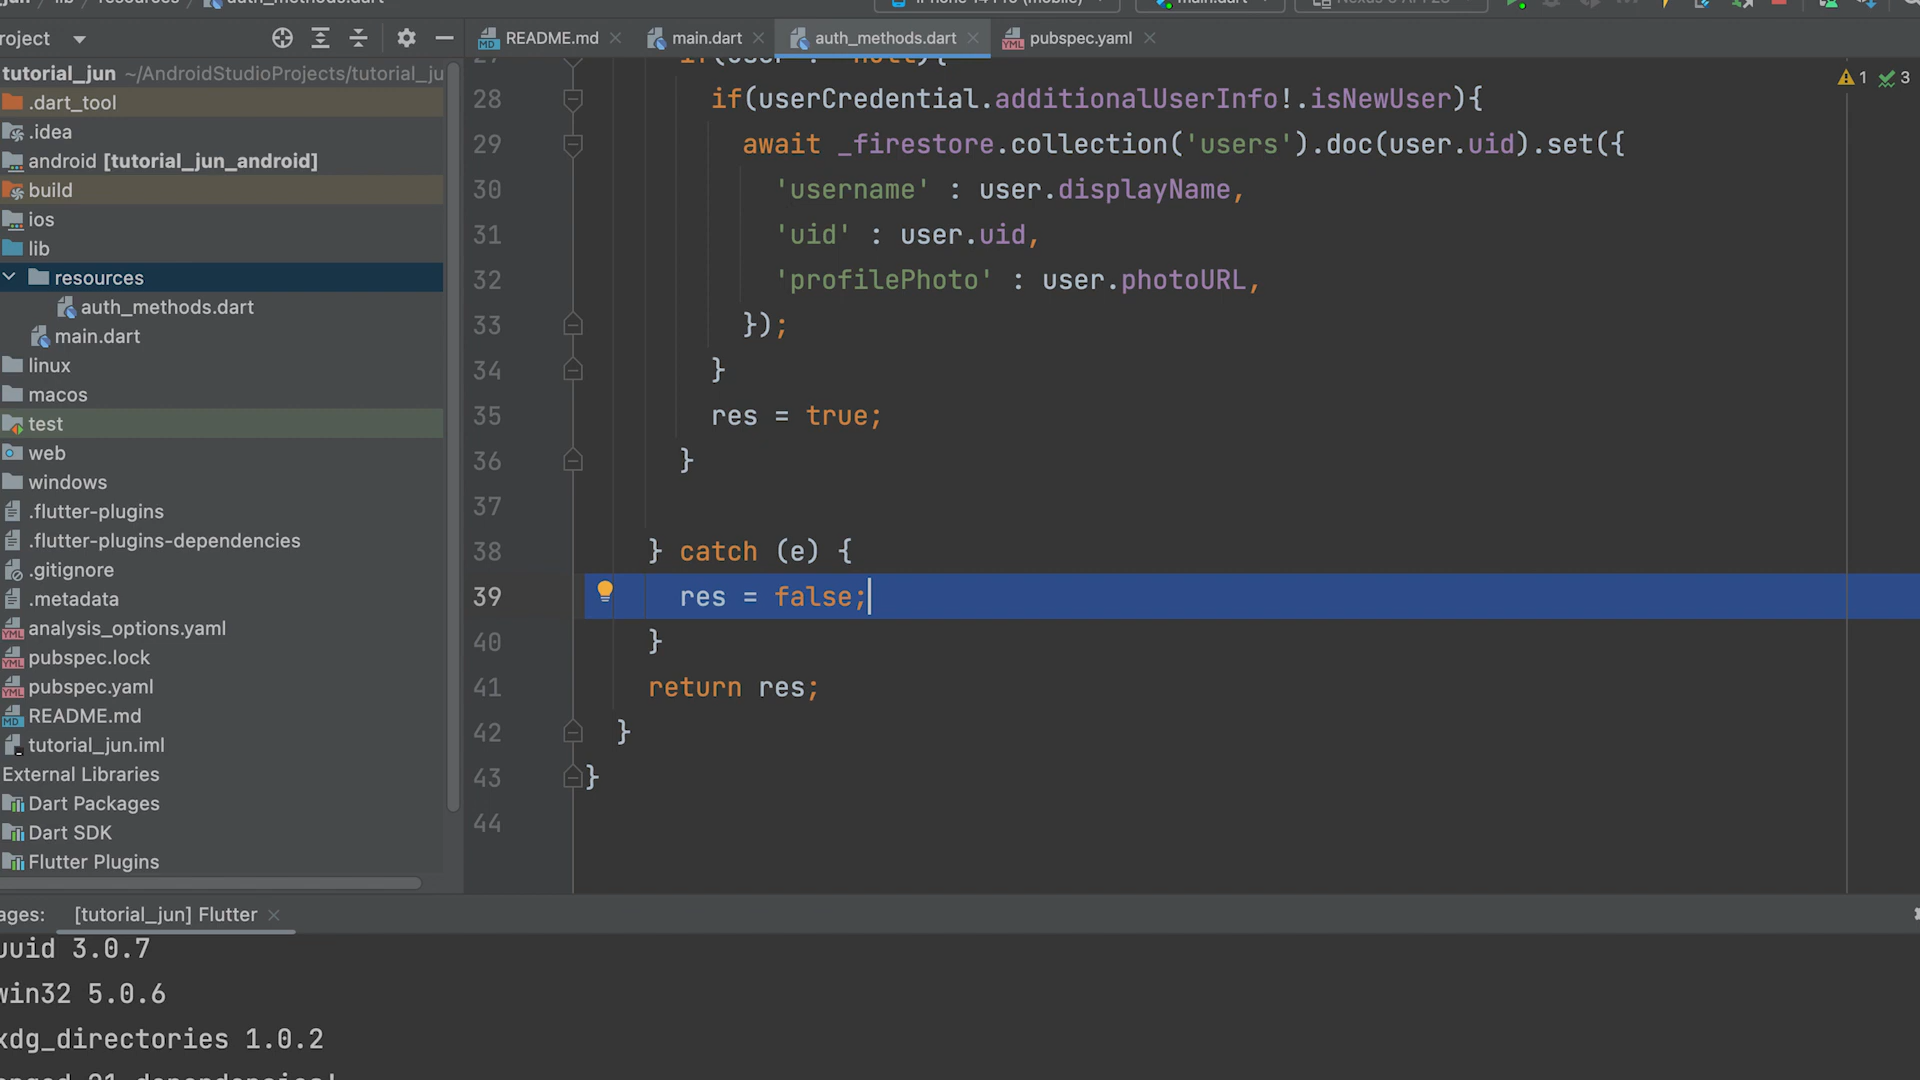 auth_methods.dart
roject
README.md
main.dart
auth_methods.dart
pubspec.yaml
tutorial_jun ~/AndroidStudioProjects/tutorial_ju
.dart_tool
.idea
android [tutorial_jun_android]
build
ios
lib
resources
auth_methods.dart
main.dart
linux
macos
test
web
windows
.flutter-plugins
.flutter-plugins-dependencies
.gitignore
.metadata
analysis_options.yaml
pubspec.lock
pubspec.yaml
README.md
tutorial_jun.iml
External Libraries
Dart Packages
Dart SDK
Flutter Plugins
1 3
28 if(userCredential.additionalUserInfo!.isNewUser){
29 await _firestore.collection('users').doc(user.uid).set({
30 'username' : user.displayName,
31 'uid' : user.uid,
32 'profilePhoto' : user.photoURL,
33 });
34 }
35 res = true;
36 }
37
38 } catch (e) {
39 res = false;
40 }
41 return res;
42 }
43 }
44
ages: [tutorial_jun] Flutter
uuid 3.0.7
win32 5.0.6
xdg_directories 1.0.2